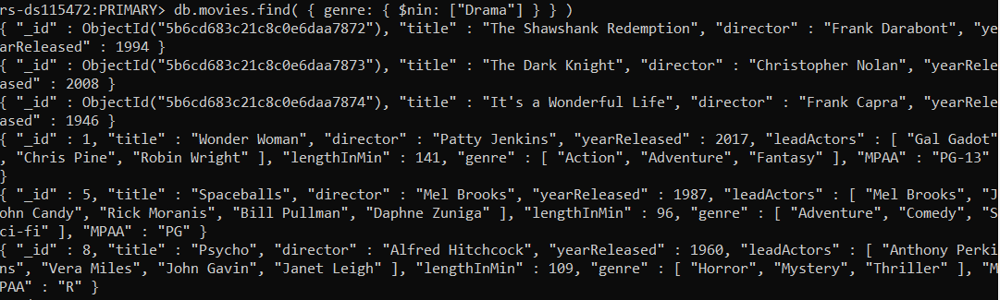 rs-ds115472:PRIMARY> db.movies.find( { genre: { $nin: ["Drama"] } } )
{ "_id" : ObjectId("5b6cd683c21c8c0e6daa7872"), "title" : "The Shawshank Redemption", "director" : "Frank Darabont", "ye
arReleased" : 1994 }
{ "_id" : ObjectId("5b6cd683c21c8c0e6daa7873"), "title" : "The Dark Knight", "director" : "Christopher Nolan", "yearRele
ased" : 2008 }
{ "_id" : ObjectId("5b6cd683c21c8c0e6daa7874"), "title" : "It's a Wonderful Life", "director" : "Frank Capra", "yearRele
ased" : 1946 }
{ "_id" : 1, "title" : "Wonder Woman", "director" : "Patty Jenkins", "yearReleased" : 2017, "leadActors" : [ "Gal Gadot"
, "Chris Pine", "Robin Wright" ], "lengthInMin" : 141, "genre" : [ "Action", "Adventure", "Fantasy" ], "MPAA" : "PG-13"
}
{ "_id" : 5, "title" : "Spaceballs", "director" : "Mel Brooks", "yearReleased" : 1987, "leadActors" : [ "Mel Brooks", "J
ohn Candy", "Rick Moranis", "Bill Pullman", "Daphne Zuniga" ], "lengthInMin" : 96, "genre" : [ "Adventure", "Comedy", "S
ci-fi" ], "MPAA" : "PG" }
{ "_id" : 8, "title" : "Psycho", "director" : "Alfred Hitchcock", "yearReleased" : 1960, "leadActors" : [ "Anthony Perki
ns", "Vera Miles", "John Gavin", "Janet Leigh" ], "lengthInMin" : 109, "genre" : [ "Horror", "Mystery", "Thriller" ], "M
PAA" : "R" }